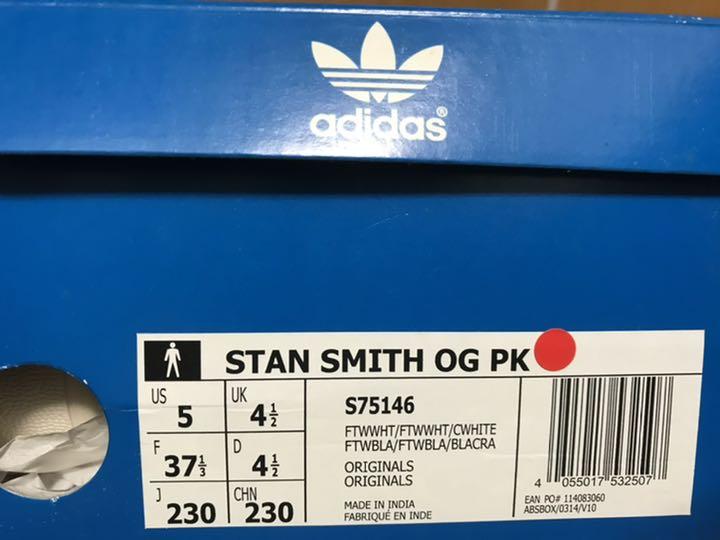 adidas®
STAN SMITH OG PK
US 5
UK 4½
F 37⅓
D 4½
J 230
CHN 230
S75146
FTWWHT/FTWWHT/CWHITE
FTWBLA/FTWBLA/BLACRA
ORIGINALS
ORIGINALS
MADE IN INDIA
FABRIQUÉ EN INDE
4 055017 532507
EAN PO# 114083060
ABSBOX/0314/V10